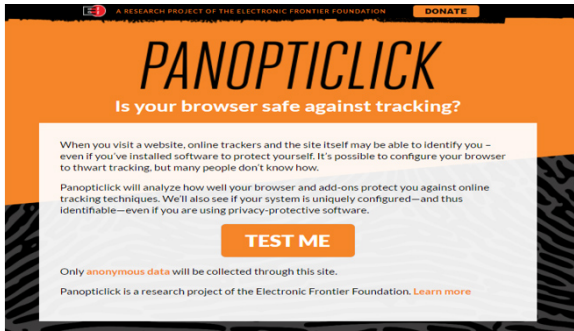 A RESEARCH PROJECT OF THE ELECTRONIC FRONTIER FOUNDATION DONATE
PANOPTICLICK
Is your browser safe against tracking?
When you visit a website, online trackers and the site itself may be able to identify you –
even if you've installed software to protect yourself. It's possible to configure your browser
to thwart tracking, but many people don't know how.
Panopticlick will analyze how well your browser and add-ons protect you against online
tracking techniques. We'll also see if your system is uniquely configured—and thus
identifiable—even if you are using privacy-protective software.
TEST ME
Only anonymous data will be collected through this site.
Panopticlick is a research project of the Electronic Frontier Foundation. Learn more